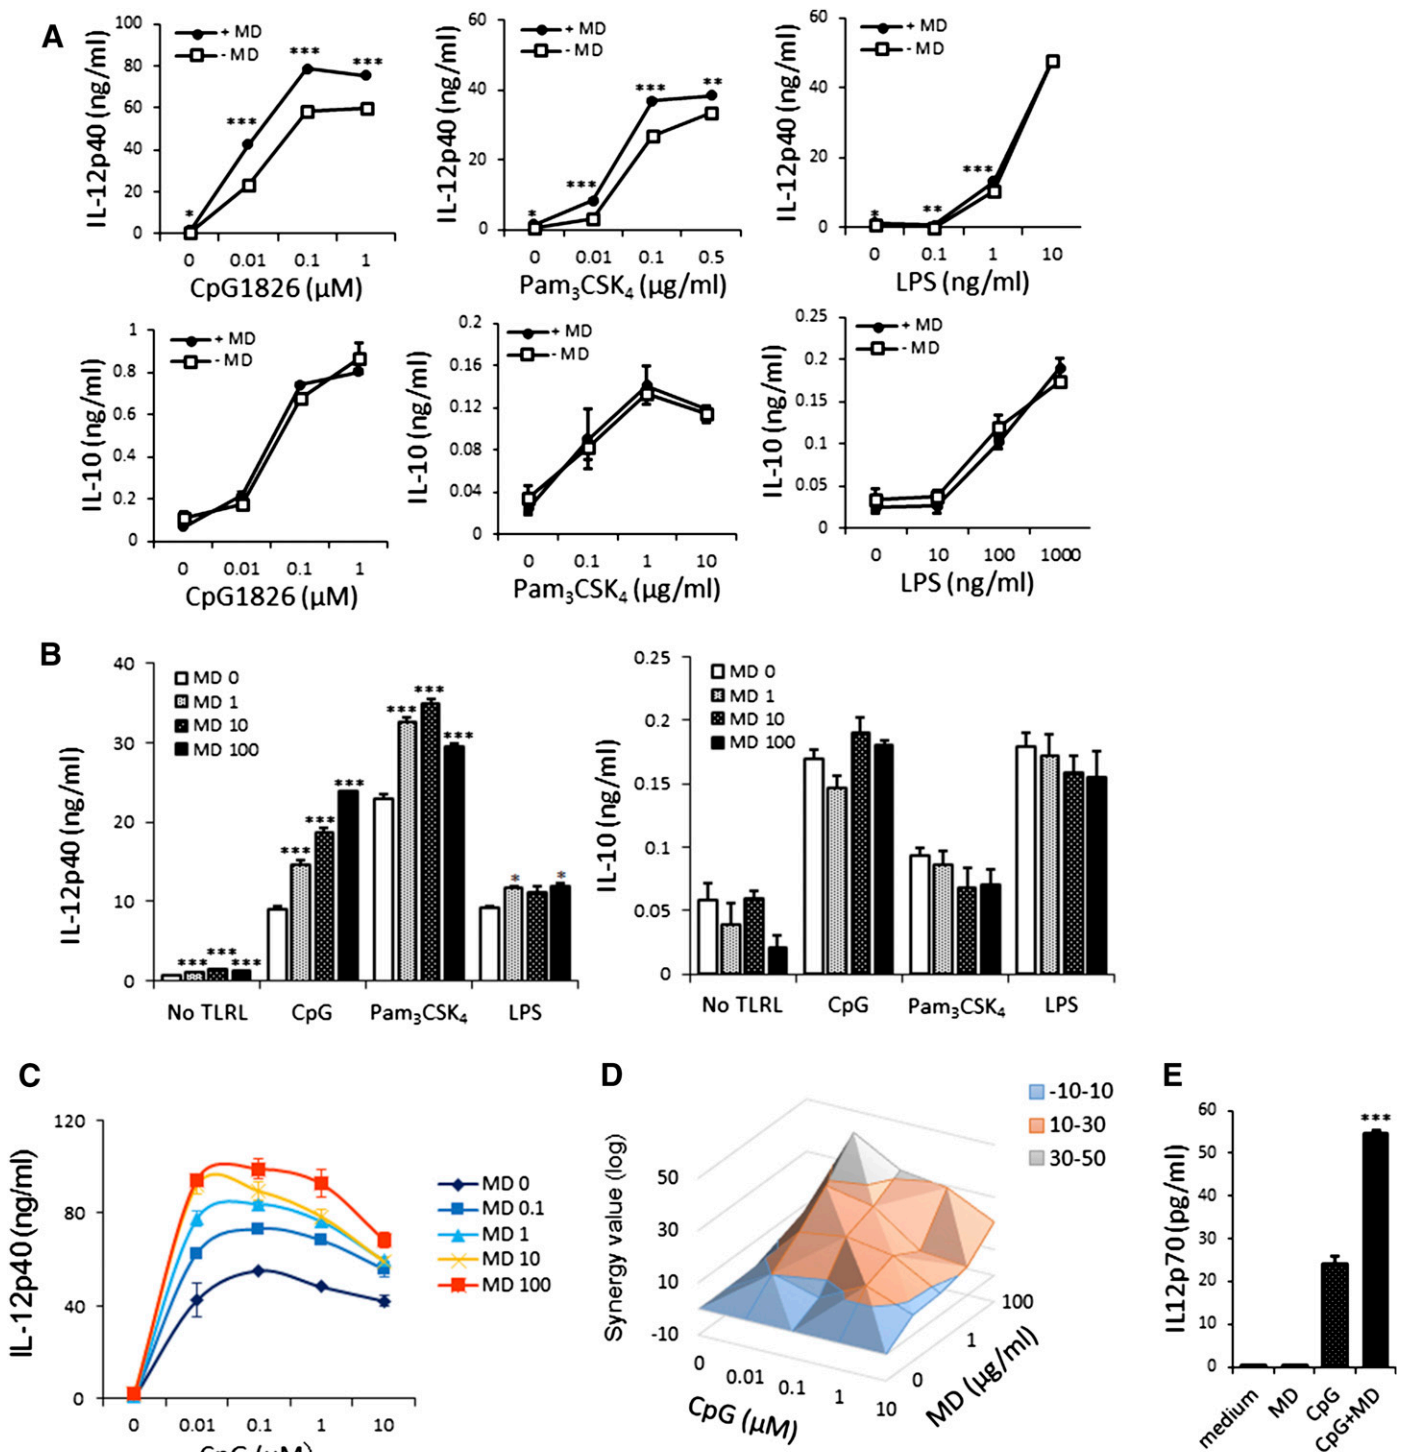 A
IL-12p40 (ng/ml)
100
80
60
40
20
0
+ MD
- MD
*
***
***
***
0 0.01 0.1 1
CpG1826 (μM)
IL-12p40 (ng/ml)
60
40
20
0
+ MD
- MD
*
***
***
**
0 0.01 0.1 0.5
Pam₃CSK₄ (μg/ml)
IL-12p40 (ng/ml)
60
40
20
0
+ MD
- MD
*
**
***
0 0.1 1 10
LPS (ng/ml)
IL-10 (ng/ml)
1
0.8
0.6
0.4
0.2
0
+ MD
- MD
0 0.01 0.1 1
CpG1826 (μM)
IL-10 (ng/ml)
0.2
0.16
0.12
0.08
0.04
0
+ MD
- MD
0 0.1 1 10
Pam₃CSK₄ (μg/ml)
IL-10 (ng/ml)
0.25
0.2
0.15
0.1
0.05
0
+ MD
- MD
0 10 100 1000
LPS (ng/ml)
B
IL-12p40 (ng/ml)
40
30
20
10
0
MD 0
MD 1
MD 10
MD 100
*** *** ***
*** *** ***
*** *** ***
* *
No TLRL CpG Pam₃CSK₄ LPS
IL-10 (ng/ml)
0.25
0.2
0.15
0.1
0.05
0
MD 0
MD 1
MD 10
MD 100
No TLRL CpG Pam₃CSK₄ LPS
C
IL-12p40 (ng/ml)
120
80
40
0
MD 0
MD 0.1
MD 1
MD 10
MD 100
0 0.01 0.1 1 10
CpG (μM)
D
Synergy value (log)
50
30
10
-10
-10-10
10-30
30-50
0 0.01 0.1 1 10
CpG (μM)
0 1 100
MD (μg/ml)
E
IL12p70 (pg/ml)
60
50
40
30
20
10
0
***
medium MD CpG CpG+MD